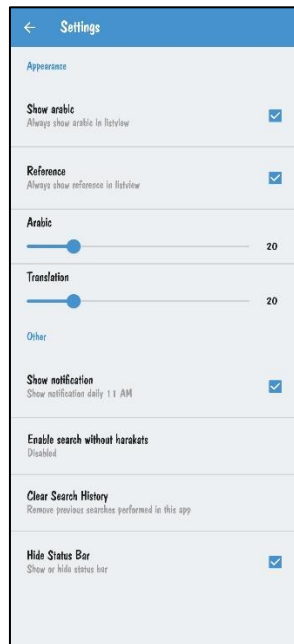 Settings
Appearance
Show arabic
Always show arabic in listview
Reference
Always show reference in listview
Arabic
20
Translation
20
Other
Show notification
Show notification daily 11 AM
Enable search without harakats
Disabled
Clear Search History
Remove previous searches performed in this app
Hide Status Bar
Show or hide status bar